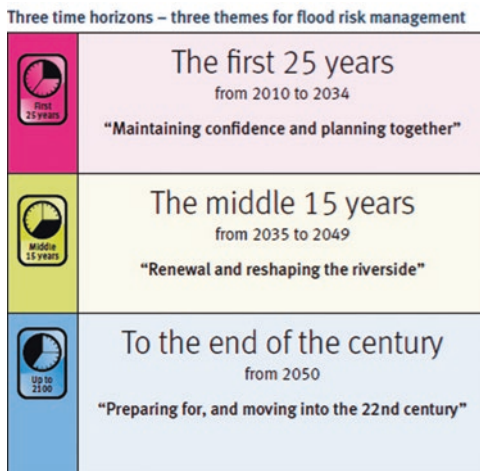 Three time horizons – three themes for flood risk management
First
25 years
The first 25 years
from 2010 to 2034
“Maintaining confidence and planning together”
Middle
15 years
The middle 15 years
from 2035 to 2049
“Renewal and reshaping the riverside”
Up to
2100
To the end of the century
from 2050
“Preparing for, and moving into the 22nd century”